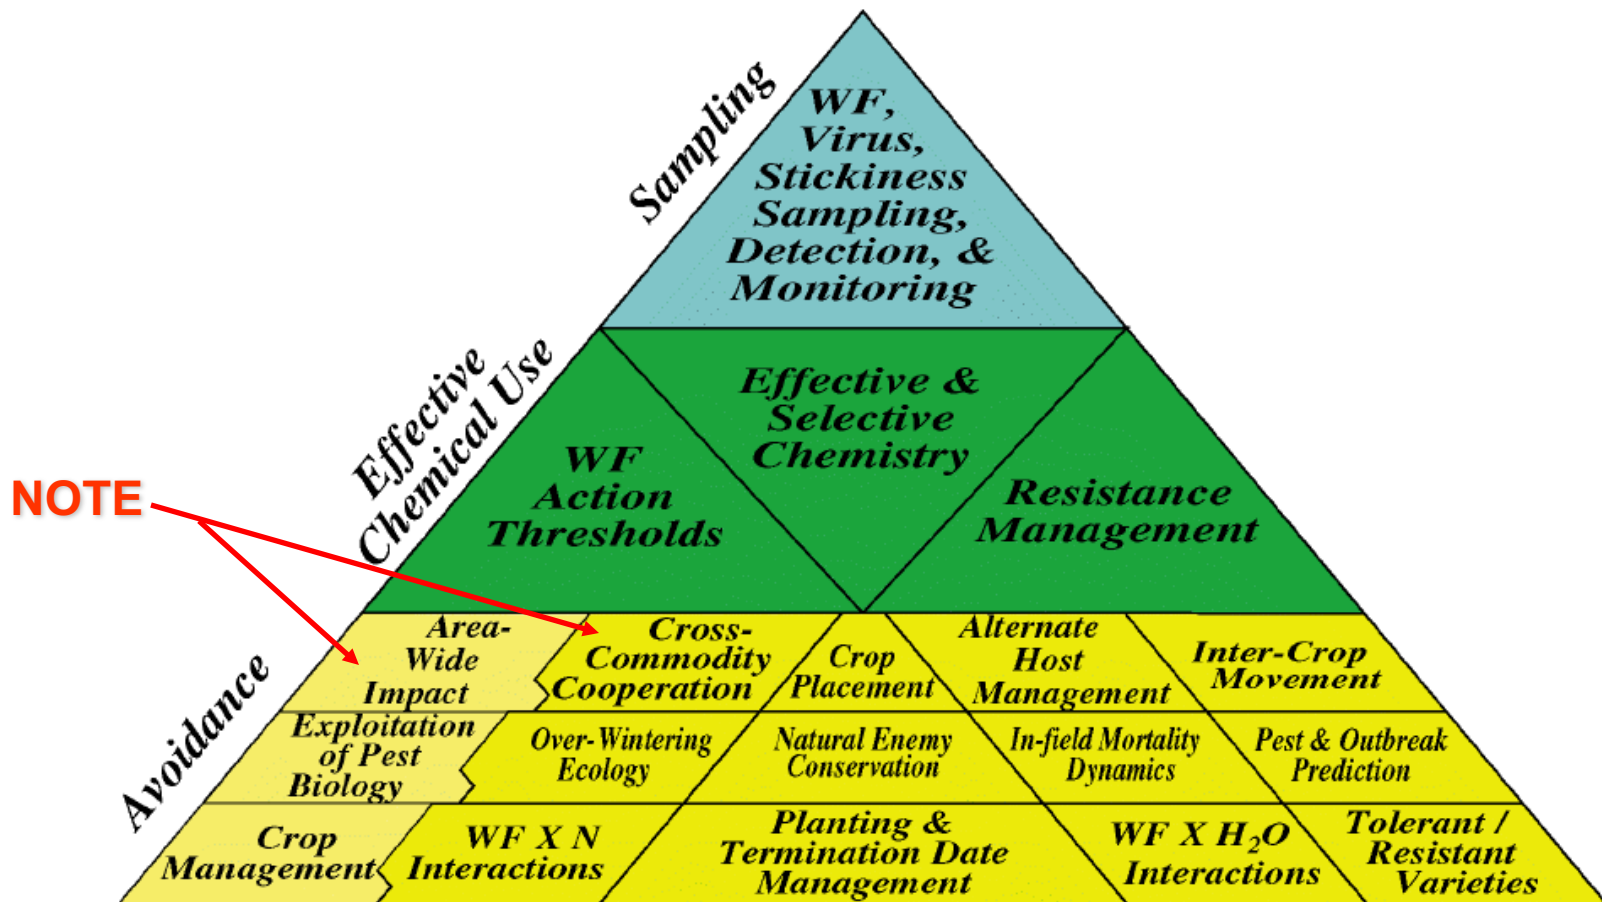 Sampling
WF,
Virus,
Stickiness
Sampling,
Detection, &
Monitoring
Effective
Chemical Use
WF
Action
Thresholds
Effective &
Selective
Chemistry
Resistance
Management
NOTE
Avoidance
Area-
Wide
Impact
Cross-
Commodity
Cooperation
Crop
Placement
Alternate
Host
Management
Inter-Crop
Movement
Exploitation
of Pest
Biology
Over-Wintering
Ecology
Natural Enemy
Conservation
In-field Mortality
Dynamics
Pest & Outbreak
Prediction
Crop
Management
WF X N
Interactions
Planting &
Termination Date
Management
WF X H₂O
Interactions
Tolerant /
Resistant
Varieties